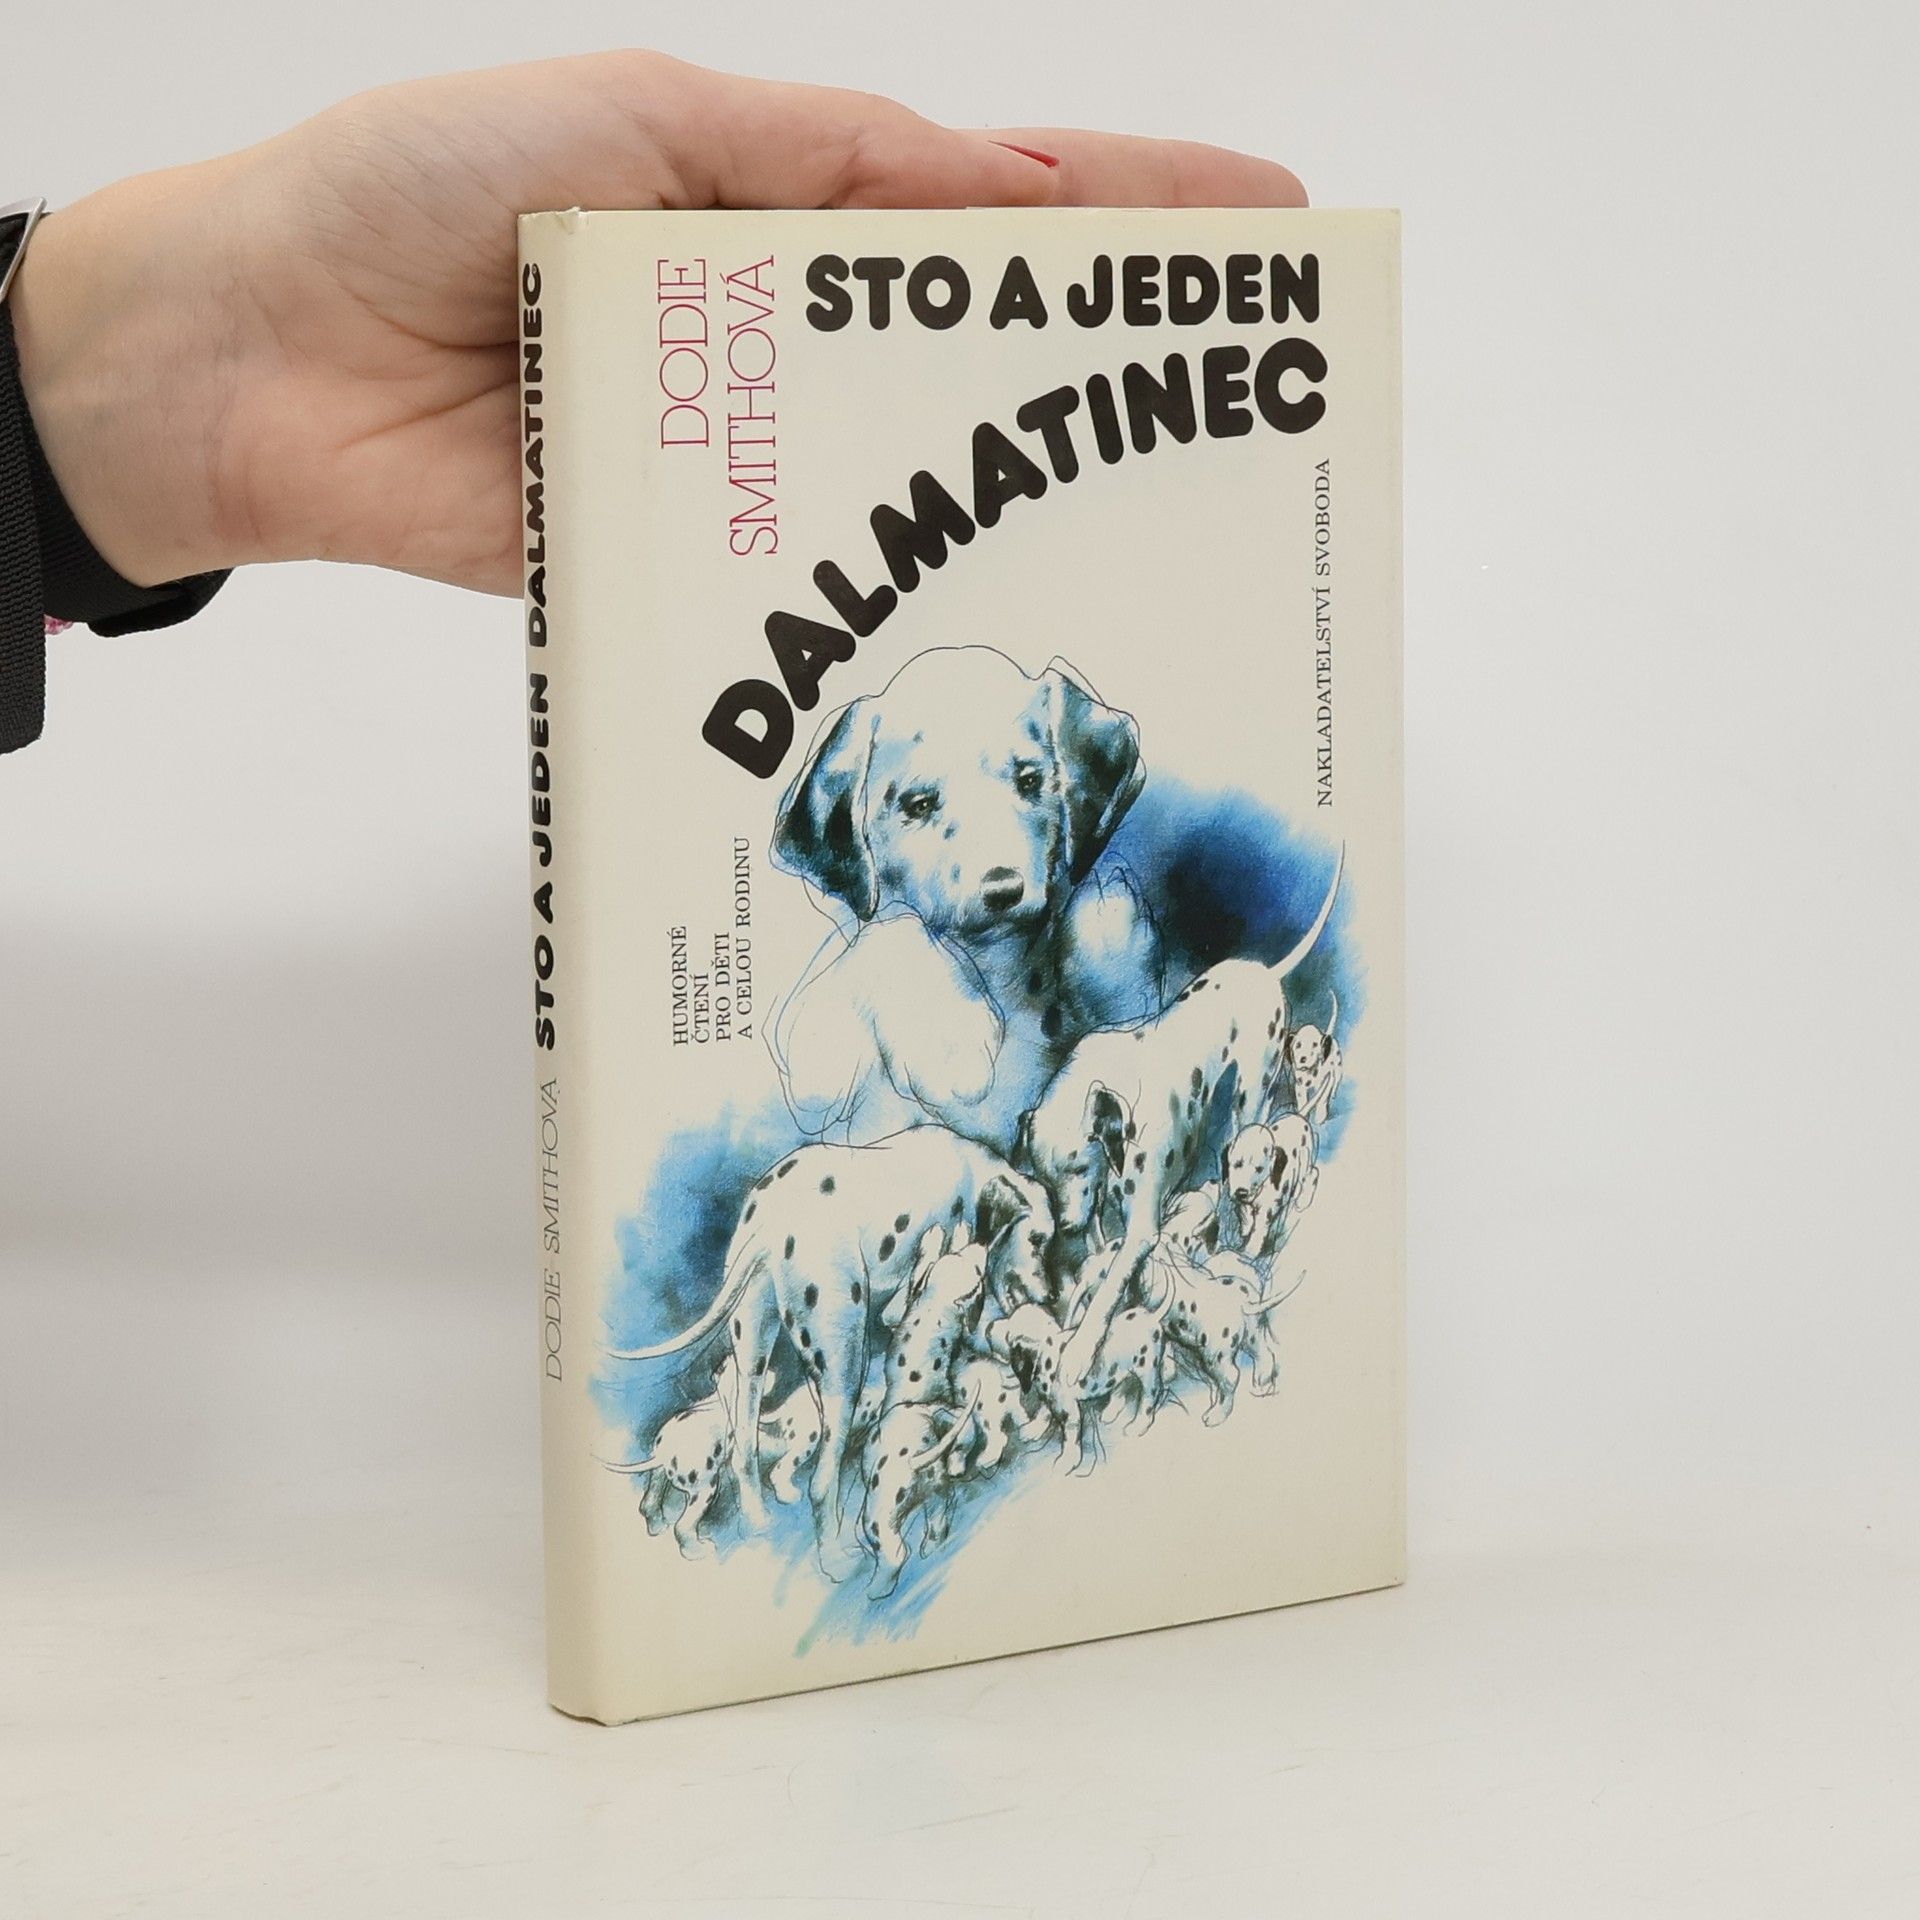 DODIE
SMITHOVÁ
STO A JEDEN
DALMATINEC
NAKLADATELSTVÍ SVOBODA
HUMORNÉ
ČTENÍ
PRO DĚTI
A CELOU RODINU
DODIE SMITHOVÁ STO A JEDEN DALMATINEC